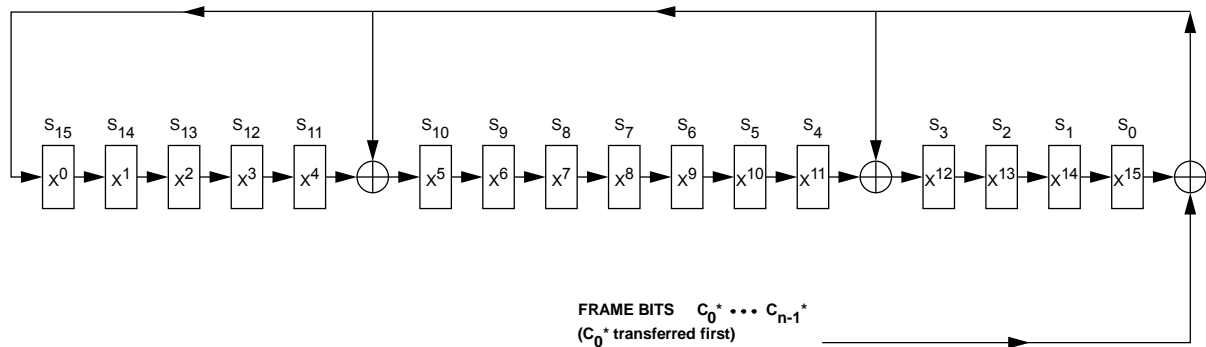 S15 S14 S13 S12 S11 S10 S9 S8 S7 S6 S5 S4 S3 S2 S1 S0
X0 X1 X2 X3 X4 X5 X6 X7 X8 X9 X10 X11 X12 X13 X14 X15
FRAME BITS C0* ••• Cn-1*
(C0* transferred first)